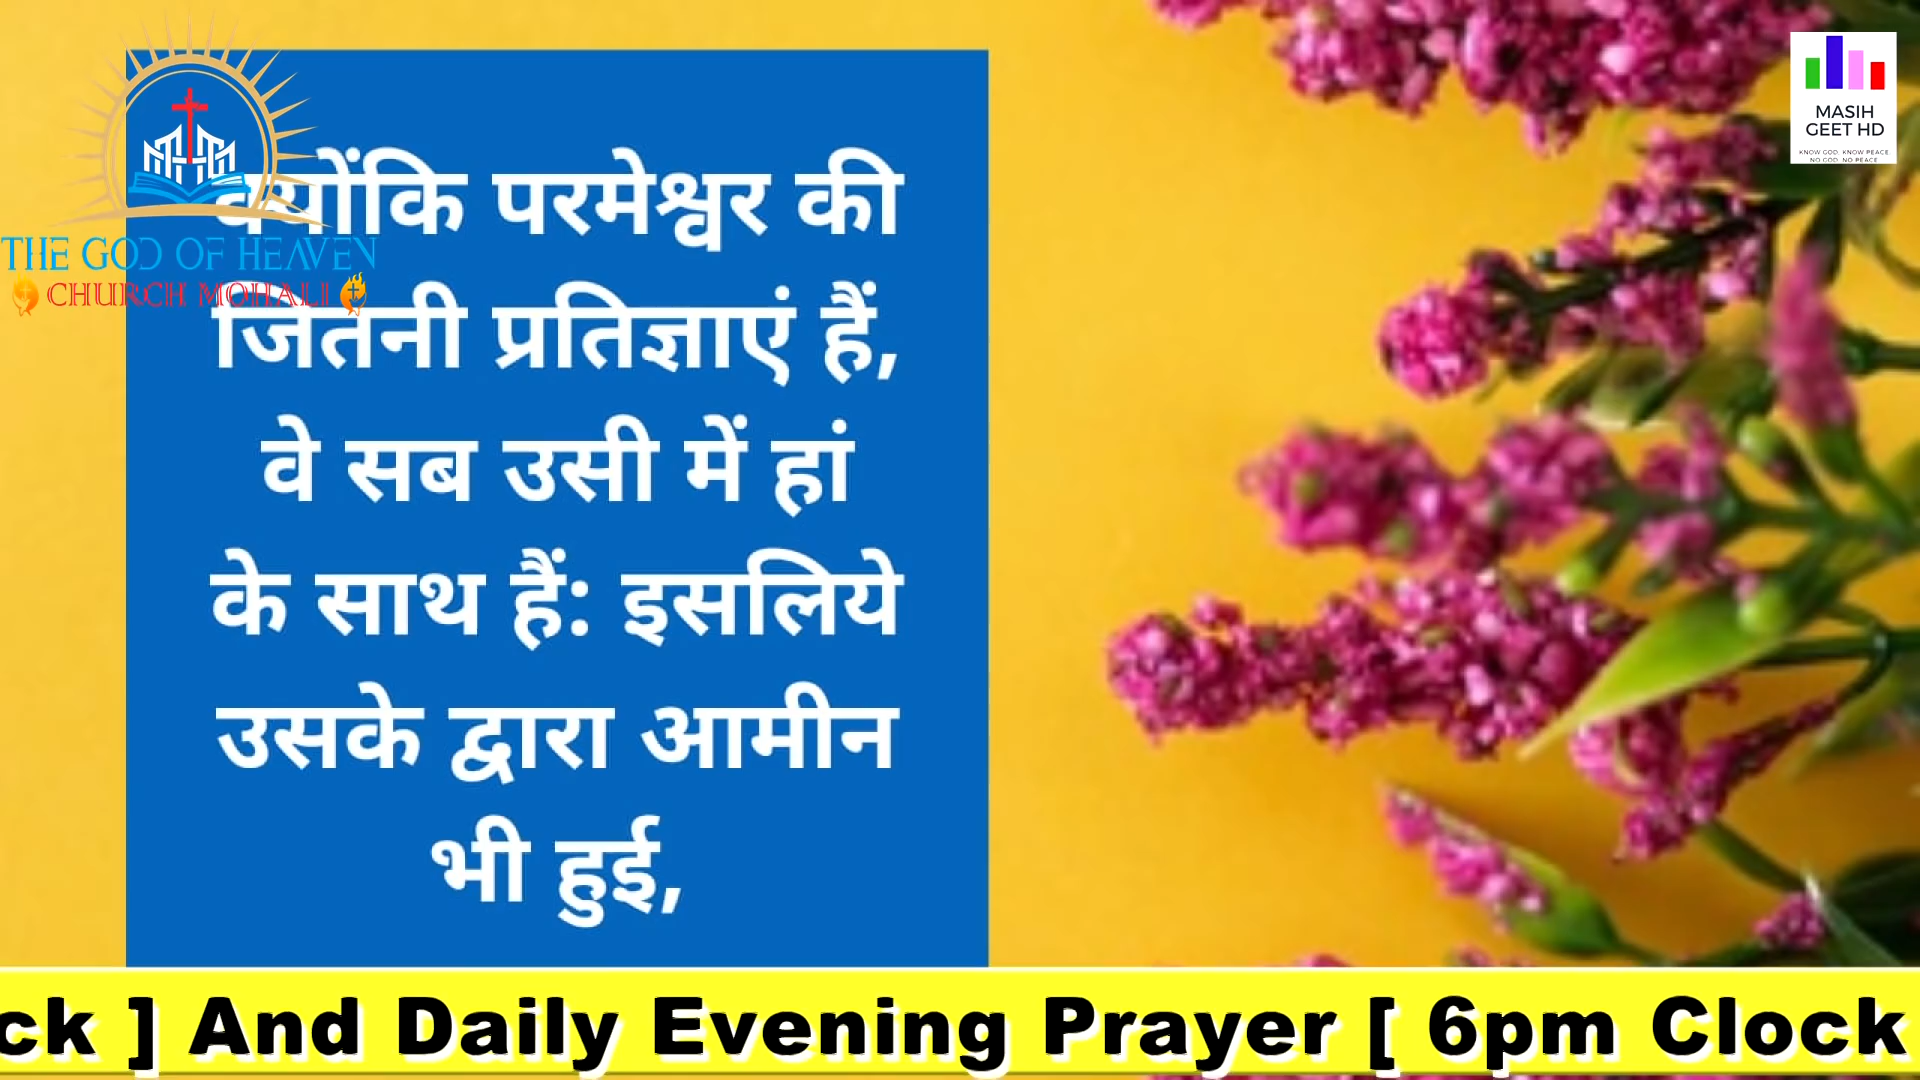 THE GOD OF HEAVEN
CHURCH MOHALI
क्योंकि परमेश्वर की
जितनी प्रतिज्ञाएं हैं,
वे सब उसी में हां
के साथ हैं: इसलिये
उसके द्वारा आमीन
भी हुई,
MASIH
GEET HD
KNOW GOD, KNOW PEACE
NO GOD, NO PEACE
ck ] And Daily Evening Prayer [ 6pm Clock